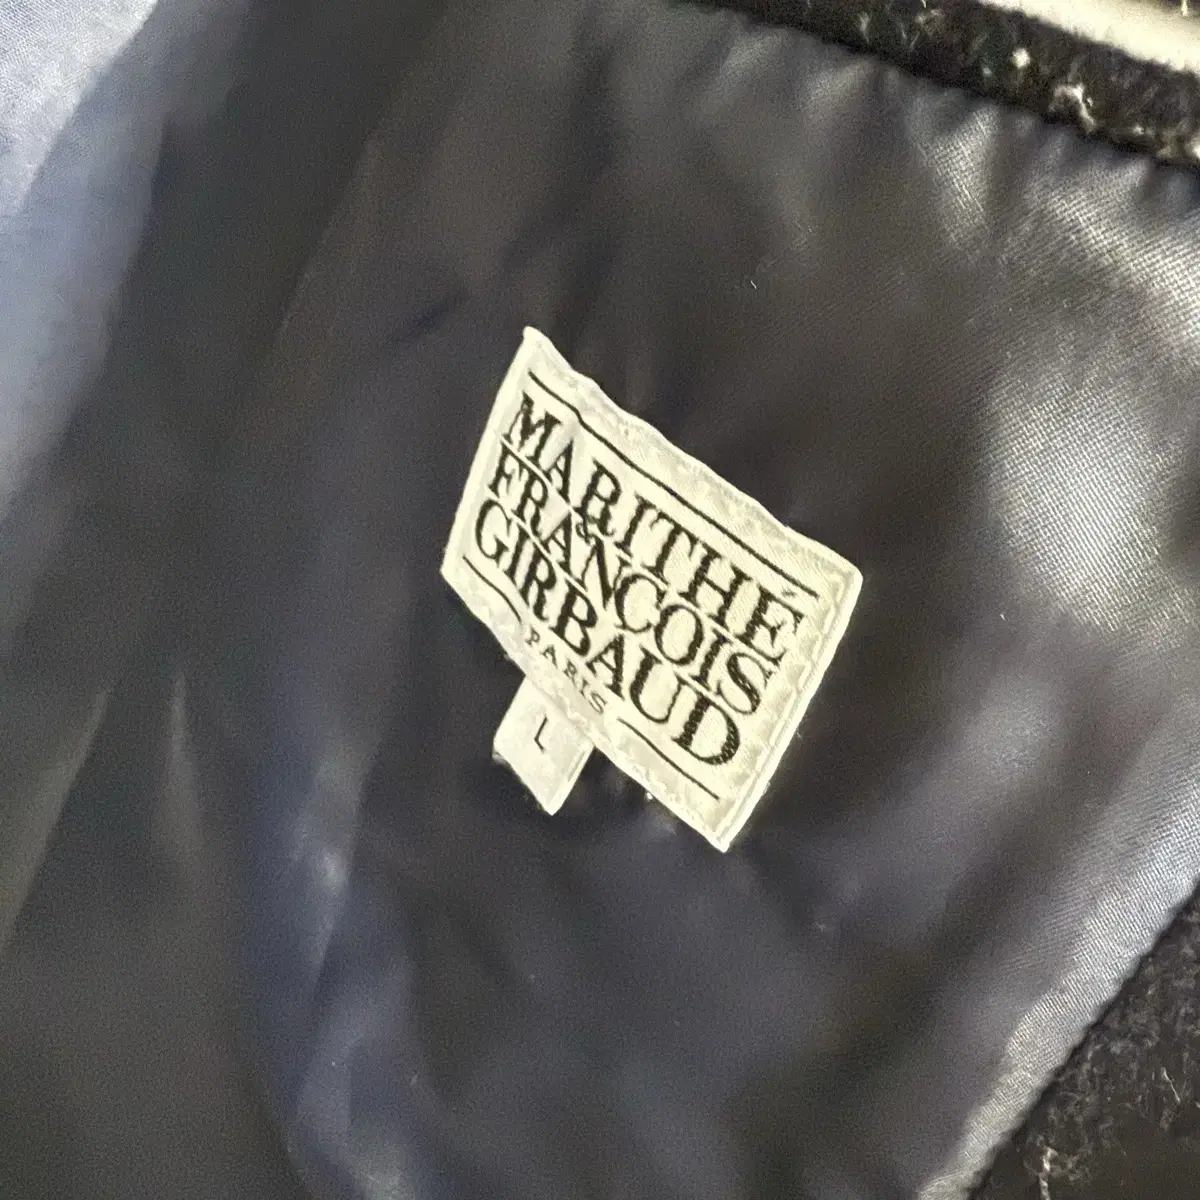 MARITHÉ
FRANÇOIS
GIRBAUD
PARIS
L